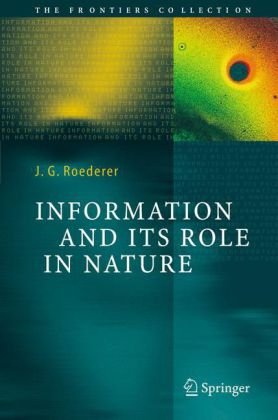 THE FRONTIERS COLLECTION
J. G. Roederer
INFORMATION
AND ITS ROLE
IN NATURE
Springer